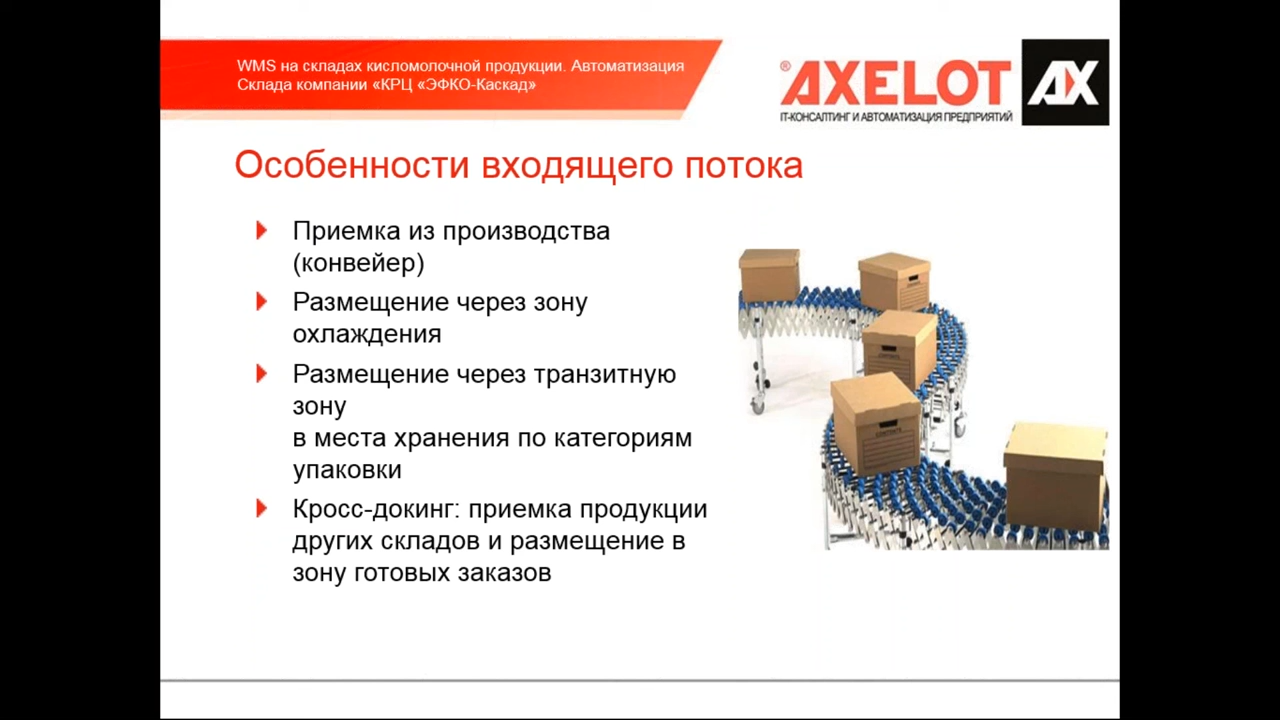 WMS на складах кисломолочной продукции. Автоматизация
Склада компании «КРЦ «ЭФКО-Каскад»
®AXELOT
AX
IT-КОНСАЛТИНГ И АВТОМАТИЗАЦИЯ ПРЕДПРИЯТИЙ
Особенности входящего потока
Приемка из производства
(конвейер)
Размещение через зону
охлаждения
Размещение через транзитную
зону
в места хранения по категориям
упаковки
Кросс-докинг: приемка продукции
других складов и размещение в
зону готовых заказов